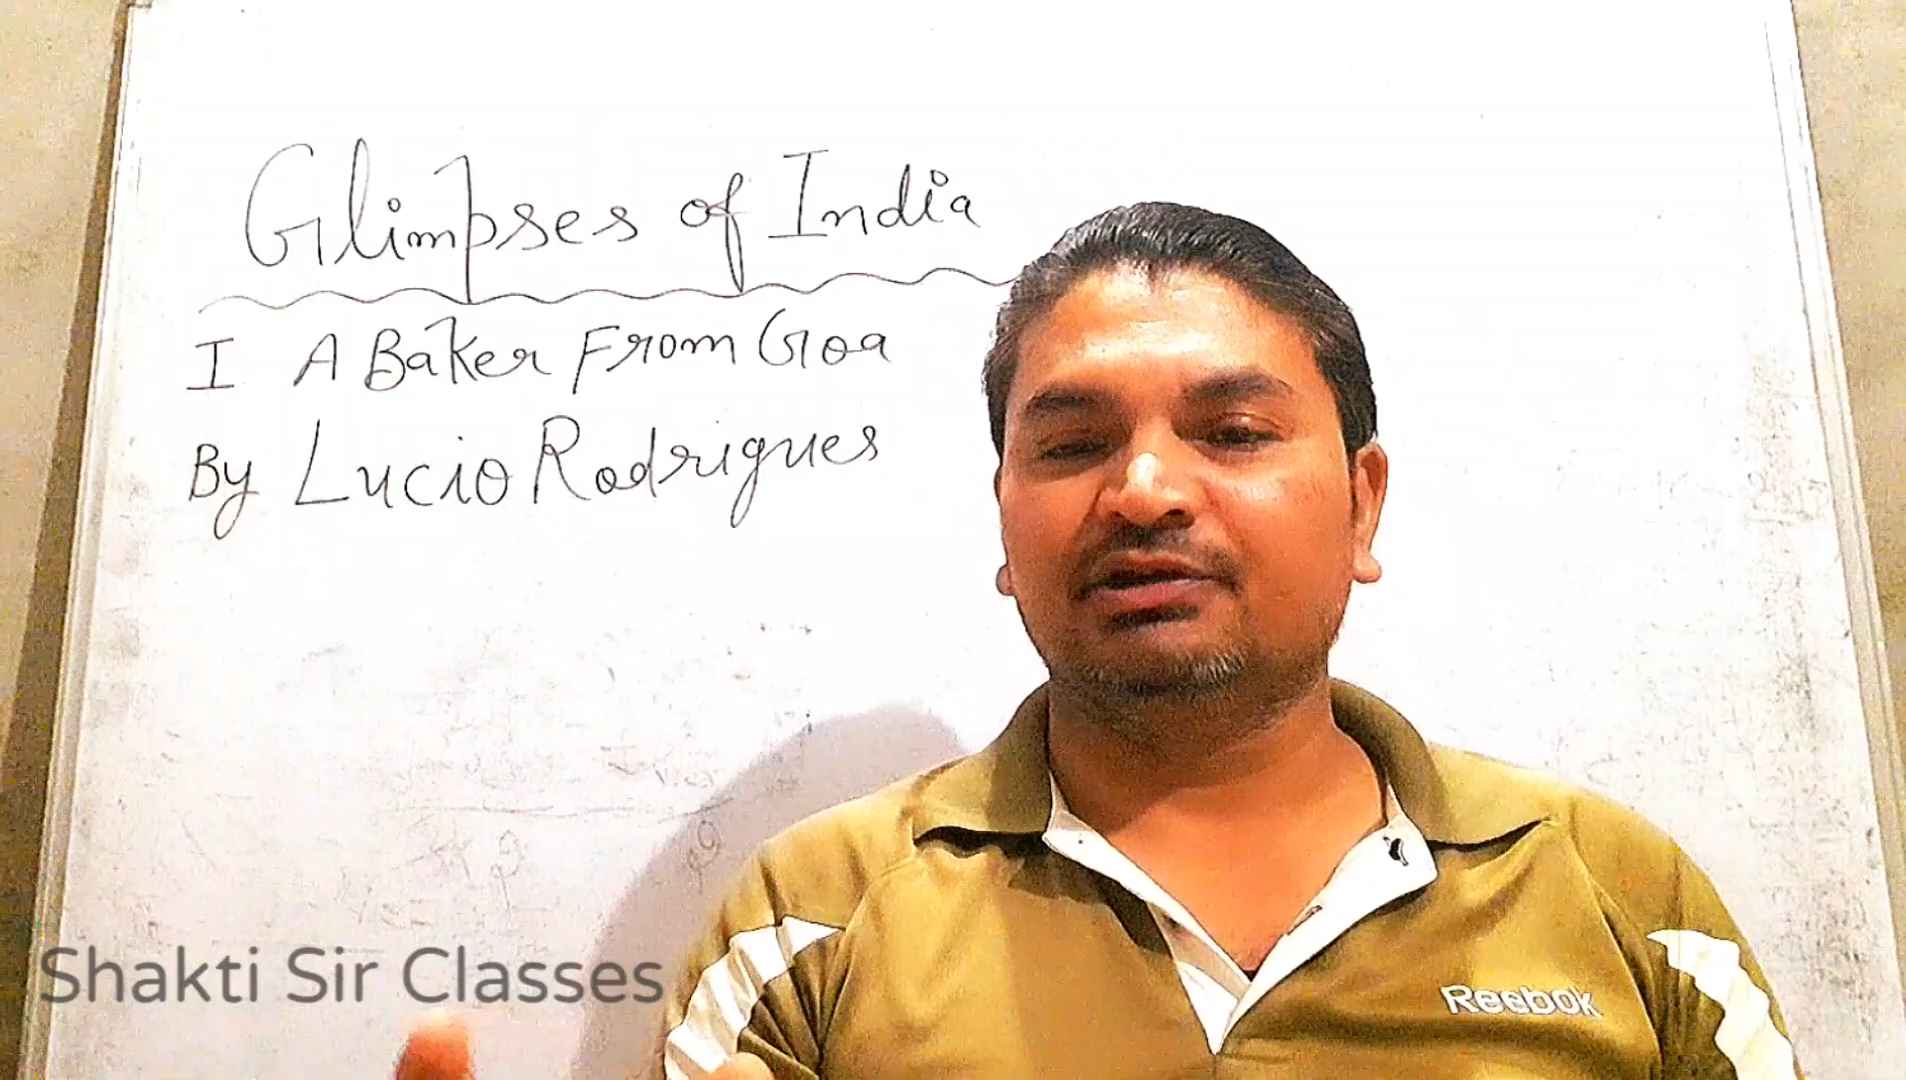 Glimpses of India
I A Baker From Goa
By Lucio Rodrigues
Shakti Sir Classes
Reebok